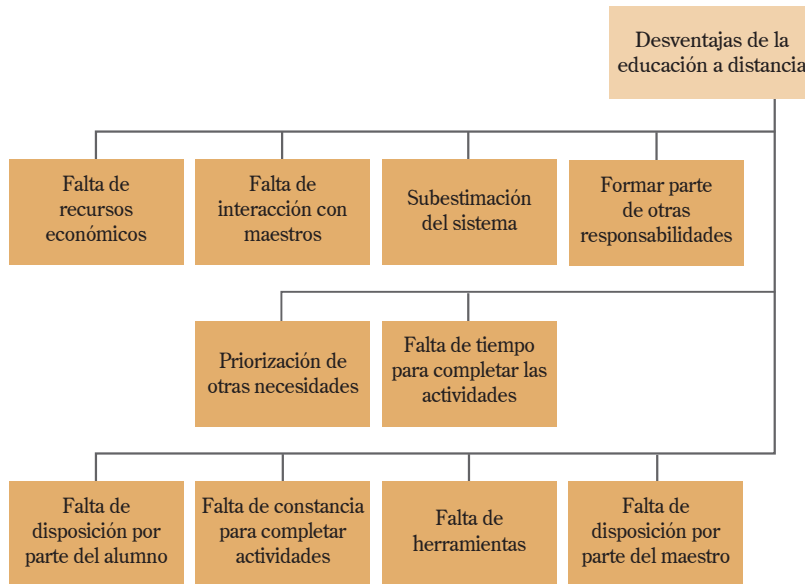 Desventajas de la
educación a distancia
Falta de
recursos
económicos
Falta de
interacción con
maestros
Subestimación
del sistema
Formar parte
de otras
responsabilidades
Priorización de
otras necesidades
Falta de tiempo
para completar las
actividades
Falta de
disposición por
parte del alumno
Falta de constancia
para completar
actividades
Falta de
herramientas
Falta de
disposición por
parte del maestro